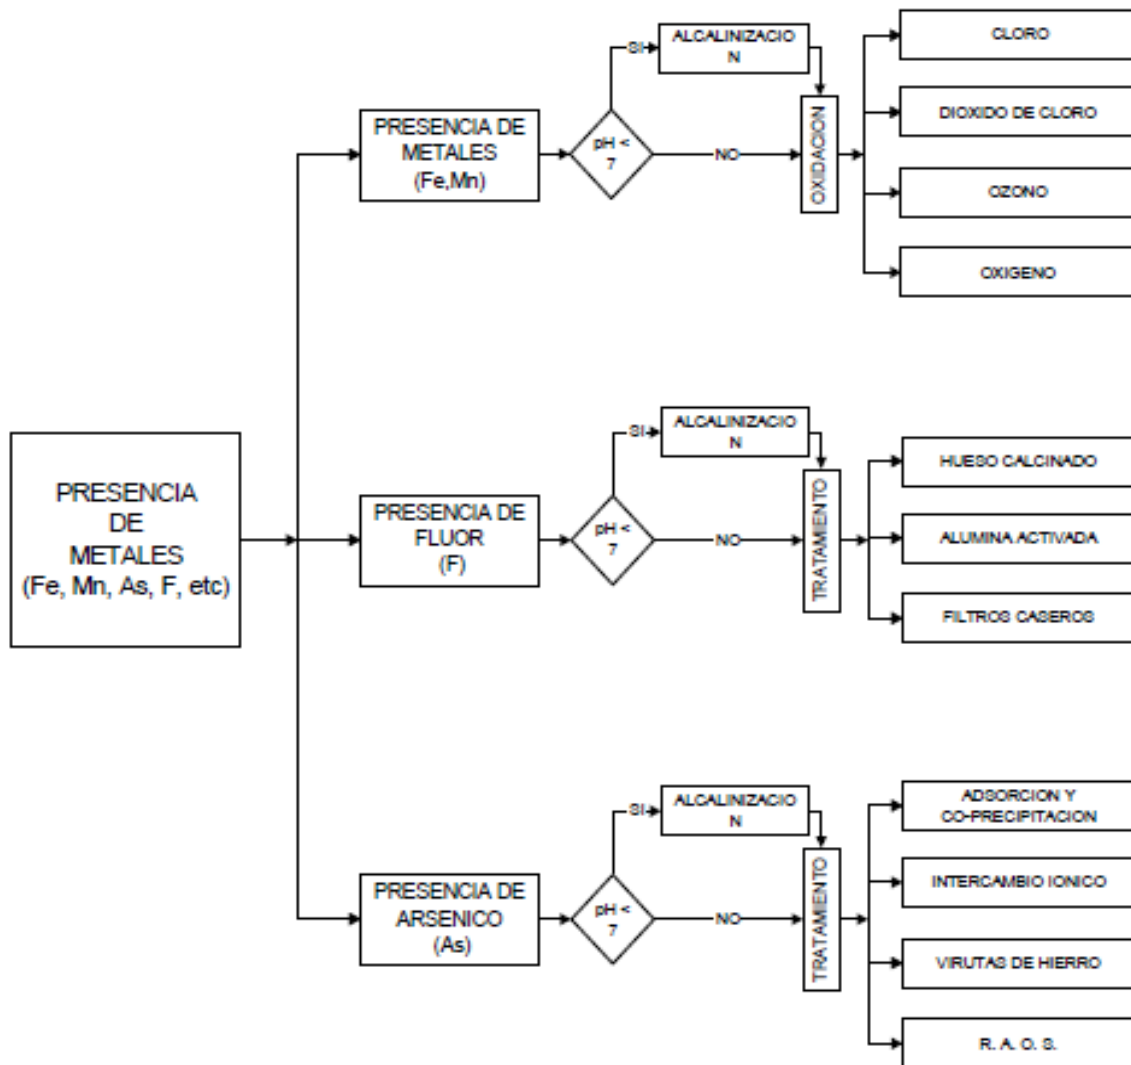 PRESENCIA
DE
METALES
(Fe, Mn, As, F, etc)
PRESENCIA DE
METALES
(Fe,Mn)
pH <
7
SI
NO
ALCALINIZACIO
N
OXIDACION
CLORO
DIOXIDO DE CLORO
OZONO
OXIGENO
PRESENCIA DE
FLUOR
(F)
pH <
7
SI
NO
ALCALINIZACIO
N
TRATAMIENTO
HUESO CALCINADO
ALUMINA ACTIVADA
FILTROS CASEROS
PRESENCIA DE
ARSENICO
(As)
pH <
7
SI
NO
ALCALINIZACIO
N
TRATAMIENTO
ADSORCION Y
CO-PRECIPITACION
INTERCAMBIO IONICO
VIRUTAS DE HIERRO
R. A. O. S.